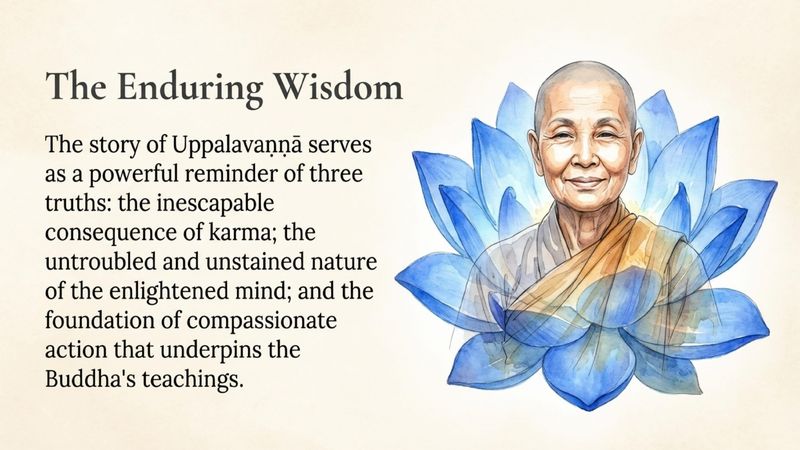 The Enduring Wisdom
The story of Uppalavaṇṇā serves
as a powerful reminder of three
truths: the inescapable
consequence of karma; the
untroubled and unstained nature
of the enlightened mind; and the
foundation of compassionate
action that underpins the
Buddha's teachings.